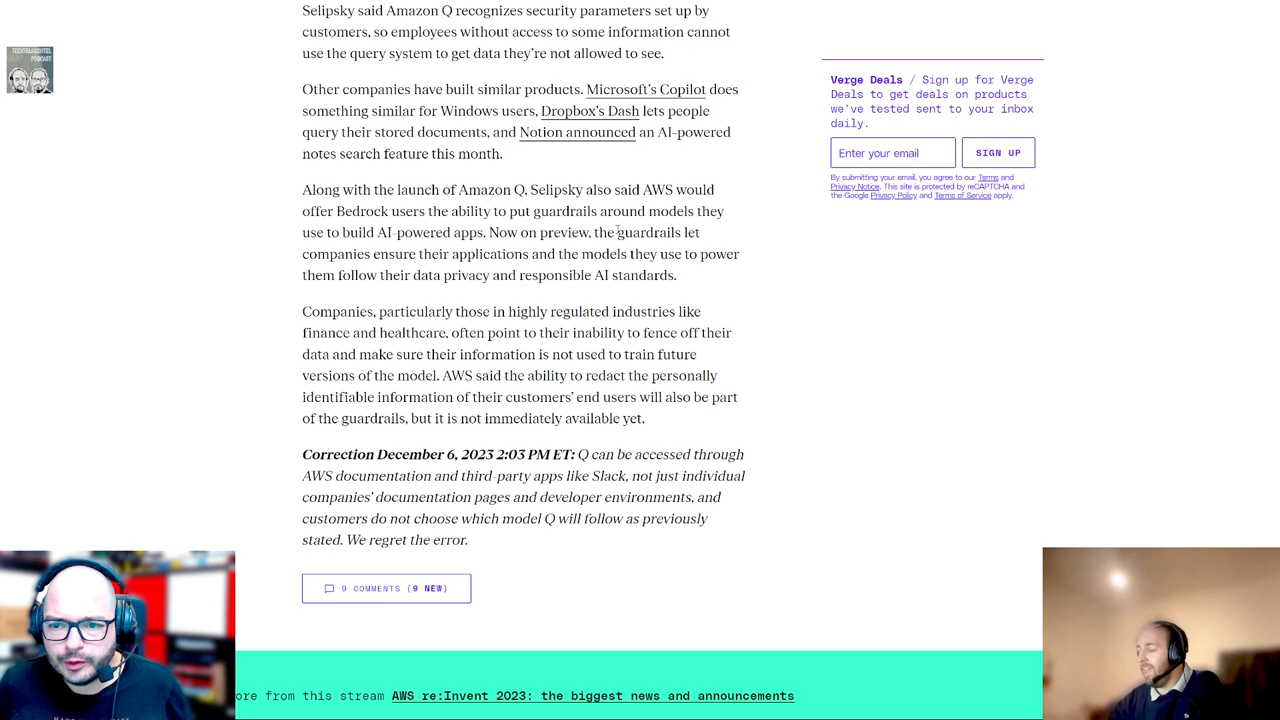 TECHTELMECHTEL
PODCAST
Selipsky said Amazon Q recognizes security parameters set up by
customers, so employees without access to some information cannot
use the query system to get data they're not allowed to see.
Other companies have built similar products. Microsoft's Copilot does
something similar for Windows users, Dropbox's Dash lets people
query their stored documents, and Notion announced an AI-powered
notes search feature this month.
Along with the launch of Amazon Q, Selipsky also said AWS would
offer Bedrock users the ability to put guardrails around models they
use to build AI-powered apps. Now on preview, the guardrails let
companies ensure their applications and the models they use to power
them follow their data privacy and responsible AI standards.
Companies, particularly those in highly regulated industries like
finance and healthcare, often point to their inability to fence off their
data and make sure their information is not used to train future
versions of the model. AWS said the ability to redact the personally
identifiable information of their customers' end users will also be part
of the guardrails, but it is not immediately available yet.
Correction December 6, 2023 2:03 PM ET: Q can be accessed through
AWS documentation and third-party apps like Slack, not just individual
companies' documentation pages and developer environments, and
customers do not choose which model Q will follow as previously
stated. We regret the error.
9 COMMENTS (9 NEW)
ore from this stream AWS re:Invent 2023: the biggest news and announcements
Verge Deals / Sign up for Verge
Deals to get deals on products
we've tested sent to your inbox
daily.
Enter your email
SIGN UP
By submitting your email, you agree to our Terms and
Privacy Notice. This site is protected by reCAPTCHA and
the Google Privacy Policy and Terms of Service apply.